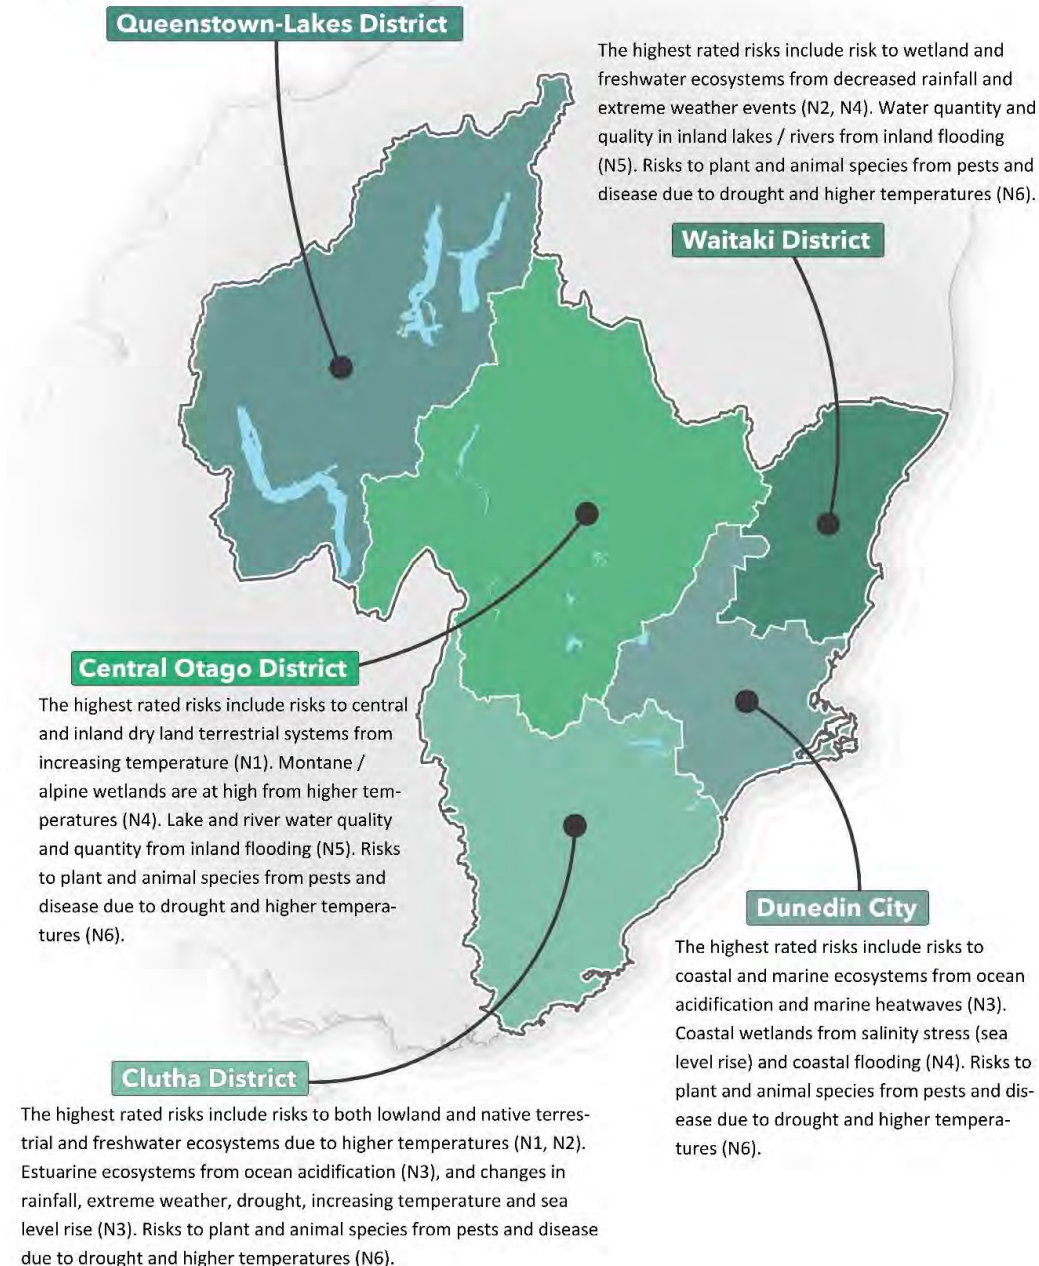 Queenstown-Lakes District
The highest rated risks include risk to wetland and
freshwater ecosystems from decreased rainfall and
extreme weather events (N2, N4). Water quantity and
quality in inland lakes / rivers from inland flooding
(N5). Risks to plant and animal species from pests and
disease due to drought and higher temperatures (N6).
Waitaki District
Central Otago District
The highest rated risks include risks to central
and inland dry land terrestrial systems from
increasing temperature (N1). Montane /
alpine wetlands are at high from higher tem-
peratures (N4). Lake and river water quality
and quantity from inland flooding (N5). Risks
to plant and animal species from pests and
disease due to drought and higher tempera-
tures (N6).
Dunedin City
The highest rated risks include risks to
coastal and marine ecosystems from ocean
acidification and marine heatwaves (N3).
Coastal wetlands from salinity stress (sea
level rise) and coastal flooding (N4). Risks to
plant and animal species from pests and dis-
ease due to drought and higher tempera-
tures (N6).
Clutha District
The highest rated risks include risks to both lowland and native terres-
trial and freshwater ecosystems due to higher temperatures (N1, N2).
Estuarine ecosystems from ocean acidification (N3), and changes in
rainfall, extreme weather, drought, increasing temperature and sea
level rise (N3). Risks to plant and animal species from pests and disease
due to drought and higher temperatures (N6).